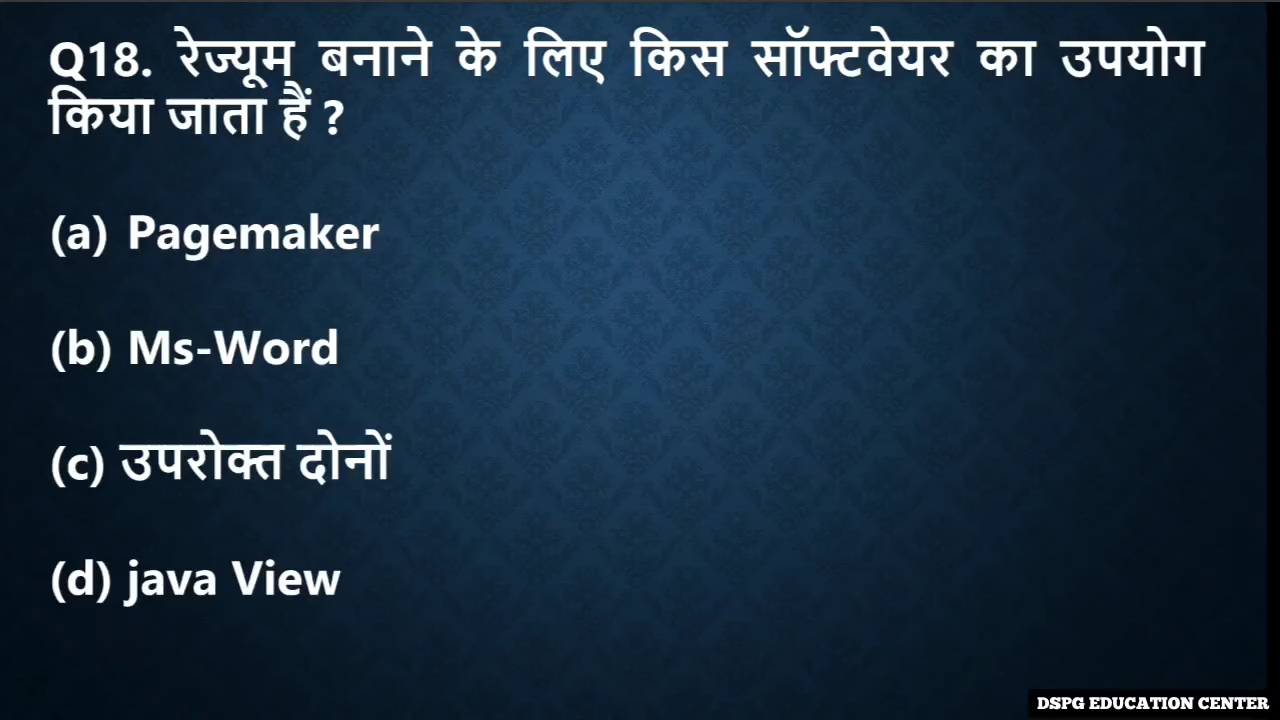 Q18. रेज्यूम बनाने के लिए किस सॉफ्टवेयर का उपयोग
किया जाता हैं ?
(a) Pagemaker
(b) Ms-Word
(c) उपरोक्त दोनों
(d) java View
DSPG EDUCATION CENTER